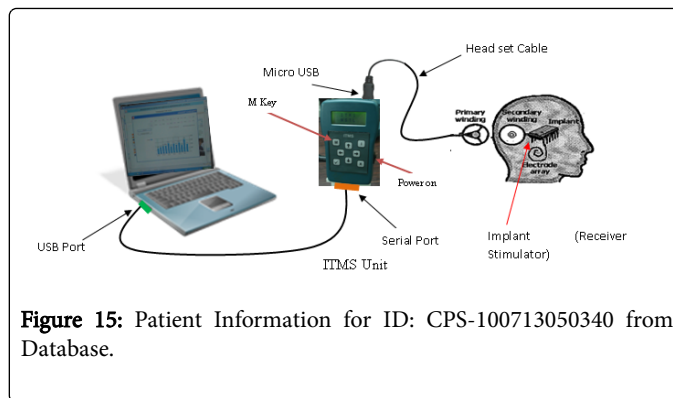 Head set Cable
Micro USB
M Key
Primary
winding
Secondary
winding
Implant
Electrode
array
Power on
USB Port
Serial Port
Implant (Receiver
Stimulator)
ITMS Unit
Figure 15: Patient Information for ID: CPS-100713050340 from
Database.